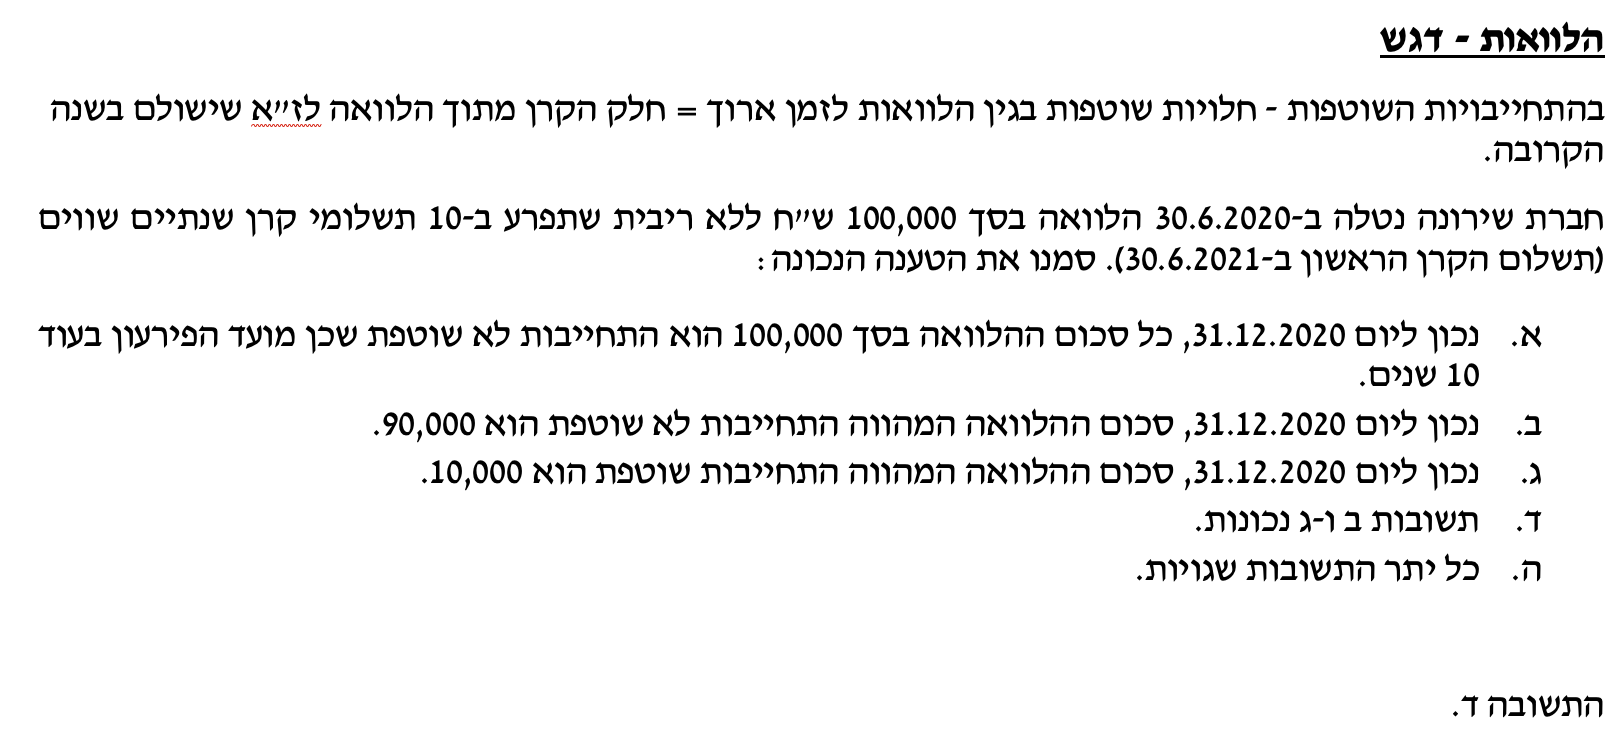 הלוואות - דגש
בהתחייבויות השוטפות - חלויות שוטפות בגין הלוואות לזמן ארוך = חלק הקרן מתוך הלוואה לז״א שישולם בשנה
הקרובה.
חברת שירונה נטלה ב-30.6.2020 הלוואה בסך 100,000 ש״ח ללא ריבית שתפרע ב-10 תשלומי קרן שנתיים שווים
(תשלום הקרן הראשון ב-30.6.2021). סמנו את הטענה הנכונה:
א. נכון ליום 31.12.2020, כל סכום ההלוואה בסך 100,000 הוא התחייבות לא שוטפת שכן מועד הפירעון בעוד
10 שנים.
ב. נכון ליום 31.12.2020, סכום ההלוואה המהווה התחייבות לא שוטפת הוא 90,000.
ג. נכון ליום 31.12.2020, סכום ההלוואה המהווה התחייבות שוטפת הוא 10,000.
ד. תשובות ב ו-ג נכונות.
ה. כל יתר התשובות שגויות.
התשובה ד.